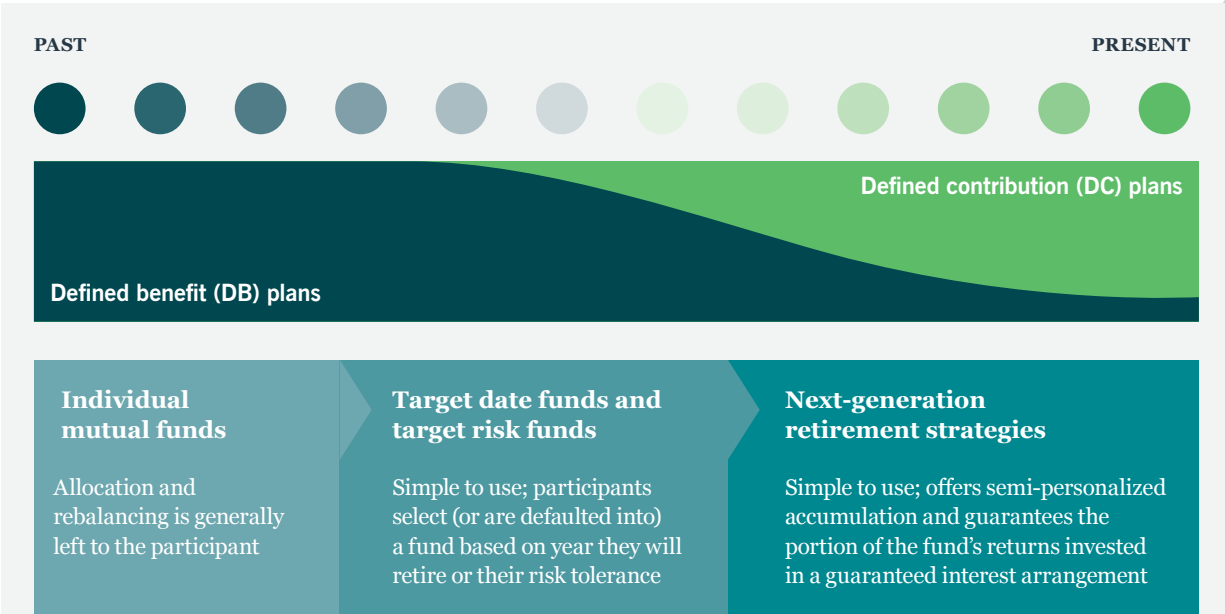 PAST
PRESENT
Defined contribution (DC) plans
Defined benefit (DB) plans
Individual
mutual funds
Allocation and
rebalancing is generally
left to the participant
Target date funds and
target risk funds
Simple to use; participants
select (or are defaulted into)
a fund based on year they will
retire or their risk tolerance
Next-generation
retirement strategies
Simple to use; offers semi-personalized
accumulation and guarantees the
portion of the fund’s returns invested
in a guaranteed interest arrangement